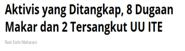 Aktivis yang Ditangkap, 8 Dugaan
Makar dan 2 Tersangkut UU ITE